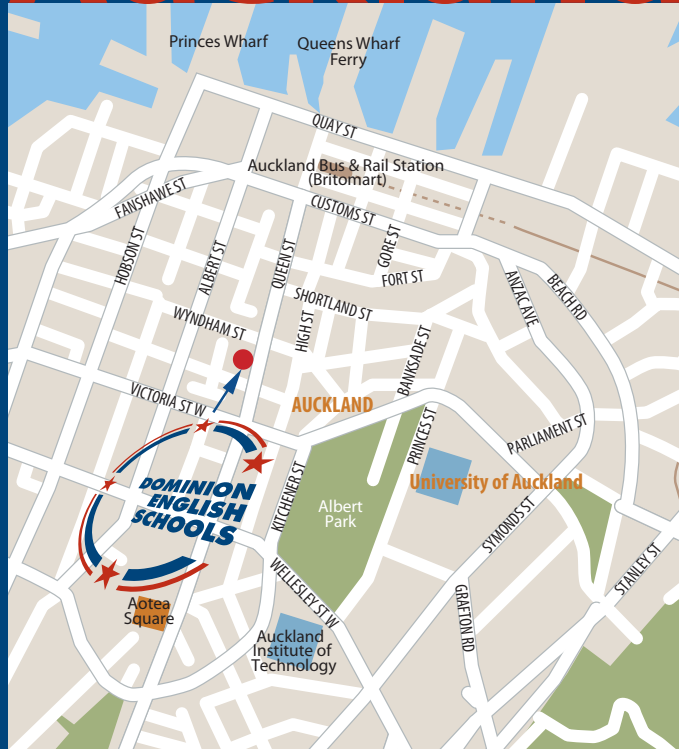 Princes Wharf
Queens Wharf
Ferry
QUAY ST
Auckland Bus & Rail Station
(Britomart)
FANSHAWE ST
CUSTOMS ST
HOBSON ST
ALBERT ST
QUEEN ST
GORE ST
FORT ST
ANZAC AVE
BEACH RD
SHORTLAND ST
WYNDHAM ST
HIGH ST
BANKSADE ST
VICTORIA ST W
AUCKLAND
PRINCES ST
PARLIAMENT ST
University of Auckland
DOMINION
ENGLISH
SCHOOLS
KITCHENER ST
Albert
Park
SYMONDS ST
STANLEY ST
WELLESLEY ST W
GRAFTON RD
Aotea
Square
Auckland
Institute of
Technology